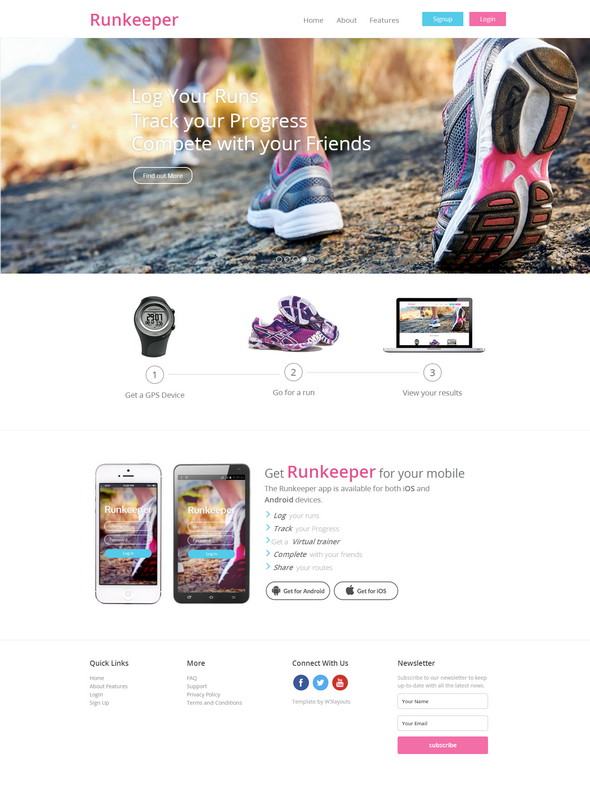 Runkeeper
Home About Features Signup Login
Log Your Runs
Track your Progress
Compete with your Friends
Find out More
1 2 3
Get a GPS Device Go for a run View your results
Get Runkeeper for your mobile
The Runkeeper app is available for both iOS and
Android devices.
Log your runs
Track your Progress
Get a Virtual trainer
Complete with your friends
Share your routes
Get for Android Get for iOS
Runkeeper Runkeeper
Log in Log in
Quick Links
Home
About Features
Login
Sign Up
More
FAQ
Support
Privacy Policy
Terms and Conditions
Connect With Us
Template by W3layouts
Newsletter
Subscribe to our newsletter to keep
up-to-date with all the latest news.
Your Name
Your Email
subscribe